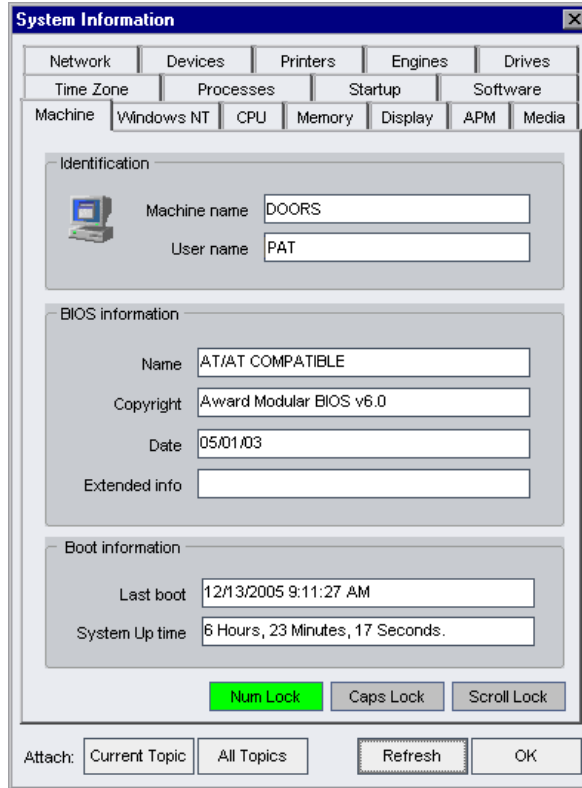 System Information
Network Devices Printers Engines Drives
Time Zone Processes Startup Software
Machine Windows NT CPU Memory Display APM Media
Identification
Machine name DOORS
User name PAT
BIOS information
Name AT/AT COMPATIBLE
Copyright Award Modular BIOS v6.0
Date 05/01/03
Extended info
Boot information
Last boot 12/13/2005 9:11:27 AM
System Up time 6 Hours, 23 Minutes, 17 Seconds.
Num Lock Caps Lock Scroll Lock
Attach: Current Topic All Topics Refresh OK